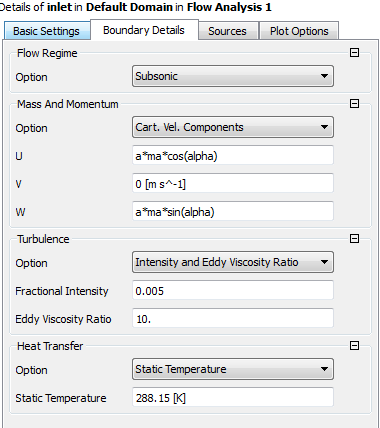 Details of inlet in Default Domain in Flow Analysis 1
Basic Settings Boundary Details Sources Plot Options
Flow Regime
Option Subsonic
Mass And Momentum
Option Cart. Vel. Components
U a*ma*cos(alpha)
V 0 [m s^-1]
W a*ma*sin(alpha)
Turbulence
Option Intensity and Eddy Viscosity Ratio
Fractional Intensity 0.005
Eddy Viscosity Ratio 10.
Heat Transfer
Option Static Temperature
Static Temperature 288.15 [K]